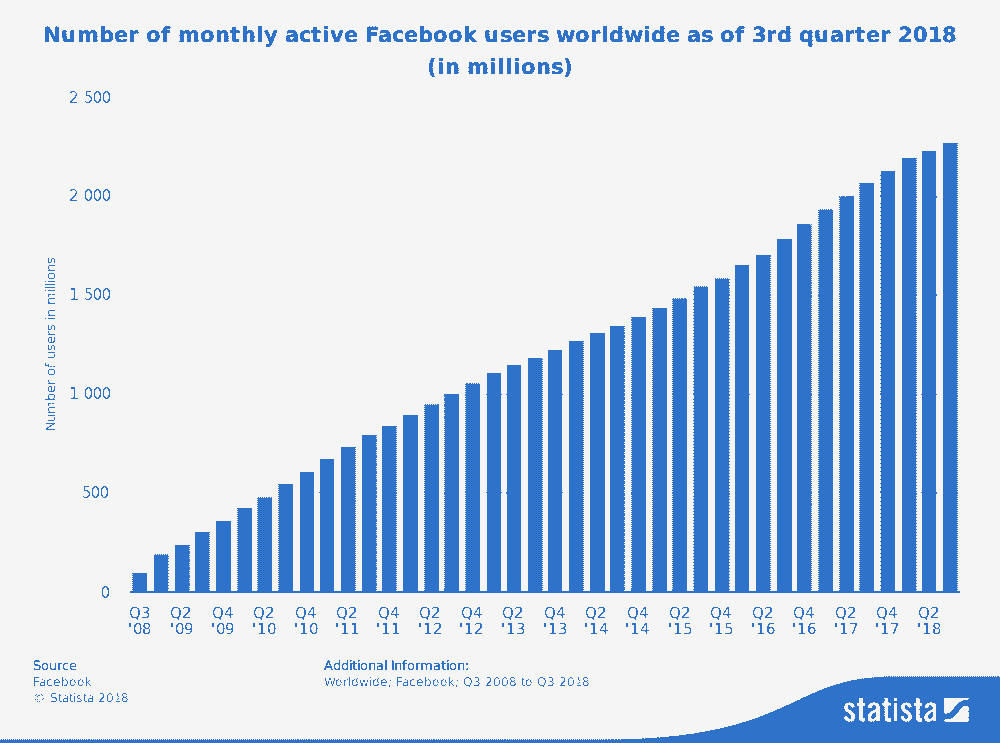 Number of monthly active Facebook users worldwide as of 3rd quarter 2018
(in millions)
2 500
2 000
1 500
1 000
500
0
Number of users in millions
Q3 Q2 Q4 Q2 Q4 Q2 Q4 Q2 Q4 Q2 Q4 Q2 Q4 Q2 Q4 Q2 Q4 Q2 Q4 Q2
'08 '09 '09 '10 '10 '11 '11 '12 '12 '13 '13 '14 '14 '15 '15 '16 '16 '17 '17 '18
Source
Facebook
© Statista 2018
Additional Information:
Worldwide; Facebook; Q3 2008 to Q3 2018
statista